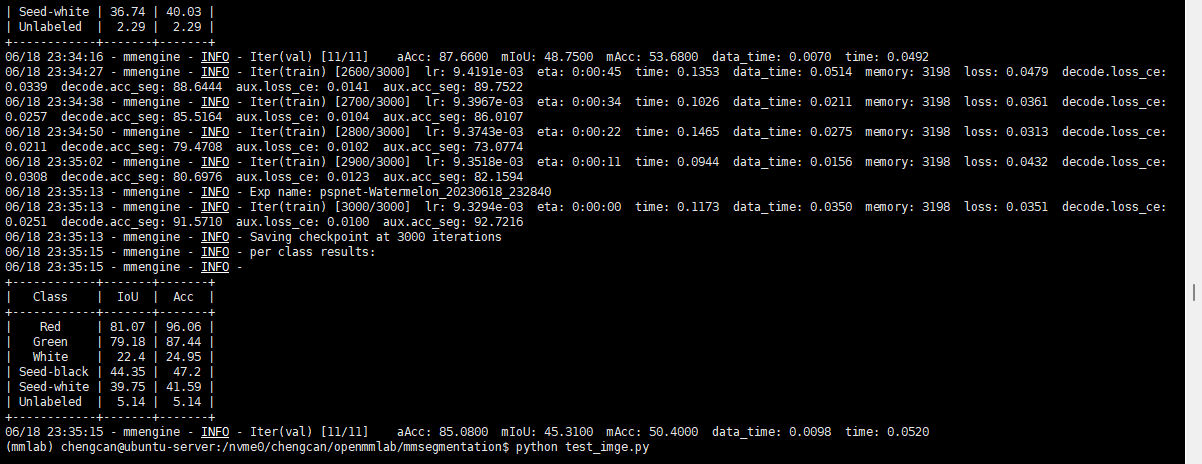 | Seed-white | 36.74 | 40.03 |
| Unlabeled  |  2.29 |  2.29 |
+------------+-------+-------+
06/18 23:34:16 - mmengine - INFO - Iter(val) [11/11]    aAcc: 87.6600  mIoU: 48.7500  mAcc: 53.6800  data_time: 0.0070  time: 0.0492
06/18 23:34:27 - mmengine - INFO - Iter(train) [2600/3000]  lr: 9.4191e-03  eta: 0:00:45  time: 0.1353  data_time: 0.0514  memory: 3198  loss: 0.0479  decode.loss_ce:
0.0339  decode.acc_seg: 88.6444  aux.loss_ce: 0.0141  aux.acc_seg: 89.7522
06/18 23:34:38 - mmengine - INFO - Iter(train) [2700/3000]  lr: 9.3967e-03  eta: 0:00:34  time: 0.1026  data_time: 0.0211  memory: 3198  loss: 0.0361  decode.loss_ce:
0.0257  decode.acc_seg: 85.5164  aux.loss_ce: 0.0104  aux.acc_seg: 86.0107
06/18 23:34:50 - mmengine - INFO - Iter(train) [2800/3000]  lr: 9.3743e-03  eta: 0:00:22  time: 0.1465  data_time: 0.0275  memory: 3198  loss: 0.0313  decode.loss_ce:
0.0211  decode.acc_seg: 79.4708  aux.loss_ce: 0.0102  aux.acc_seg: 73.0774
06/18 23:35:02 - mmengine - INFO - Iter(train) [2900/3000]  lr: 9.3518e-03  eta: 0:00:11  time: 0.0944  data_time: 0.0156  memory: 3198  loss: 0.0432  decode.loss_ce:
0.0308  decode.acc_seg: 80.6976  aux.loss_ce: 0.0123  aux.acc_seg: 82.1594
06/18 23:35:13 - mmengine - INFO - Exp name: pspnet-Watermelon_20230618_232840
06/18 23:35:13 - mmengine - INFO - Iter(train) [3000/3000]  lr: 9.3294e-03  eta: 0:00:00  time: 0.1173  data_time: 0.0350  memory: 3198  loss: 0.0351  decode.loss_ce:
0.0251  decode.acc_seg: 91.5710  aux.loss_ce: 0.0100  aux.acc_seg: 92.7216
06/18 23:35:13 - mmengine - INFO - Saving checkpoint at 3000 iterations
06/18 23:35:15 - mmengine - INFO - per class results:
06/18 23:35:15 - mmengine - INFO -
+------------+-------+-------+
|   Class    |  IoU  |  Acc  |
+------------+-------+-------+
|    Red     | 81.07 | 96.06 |
|   Green    | 79.18 | 87.44 |
|   White    |  22.4 | 24.95 |
| Seed-black | 44.35 |  47.2 |
| Seed-white | 39.75 | 41.59 |
| Unlabeled  |  5.14 |  5.14 |
+------------+-------+-------+
06/18 23:35:15 - mmengine - INFO - Iter(val) [11/11]    aAcc: 85.0800  mIoU: 45.3100  mAcc: 50.4000  data_time: 0.0098  time: 0.0520
(mmlab) chengcan@ubuntu-server:/nvme0/chengcan/openmmlab/mmsegmentation$ python test_imge.py